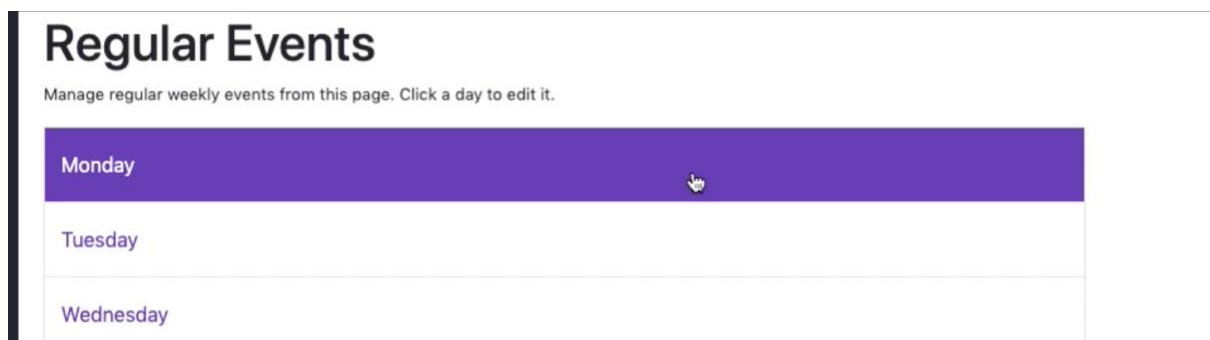 Regular Events
Manage regular weekly events from this page. Click a day to edit it.
Monday
Tuesday
Wednesday